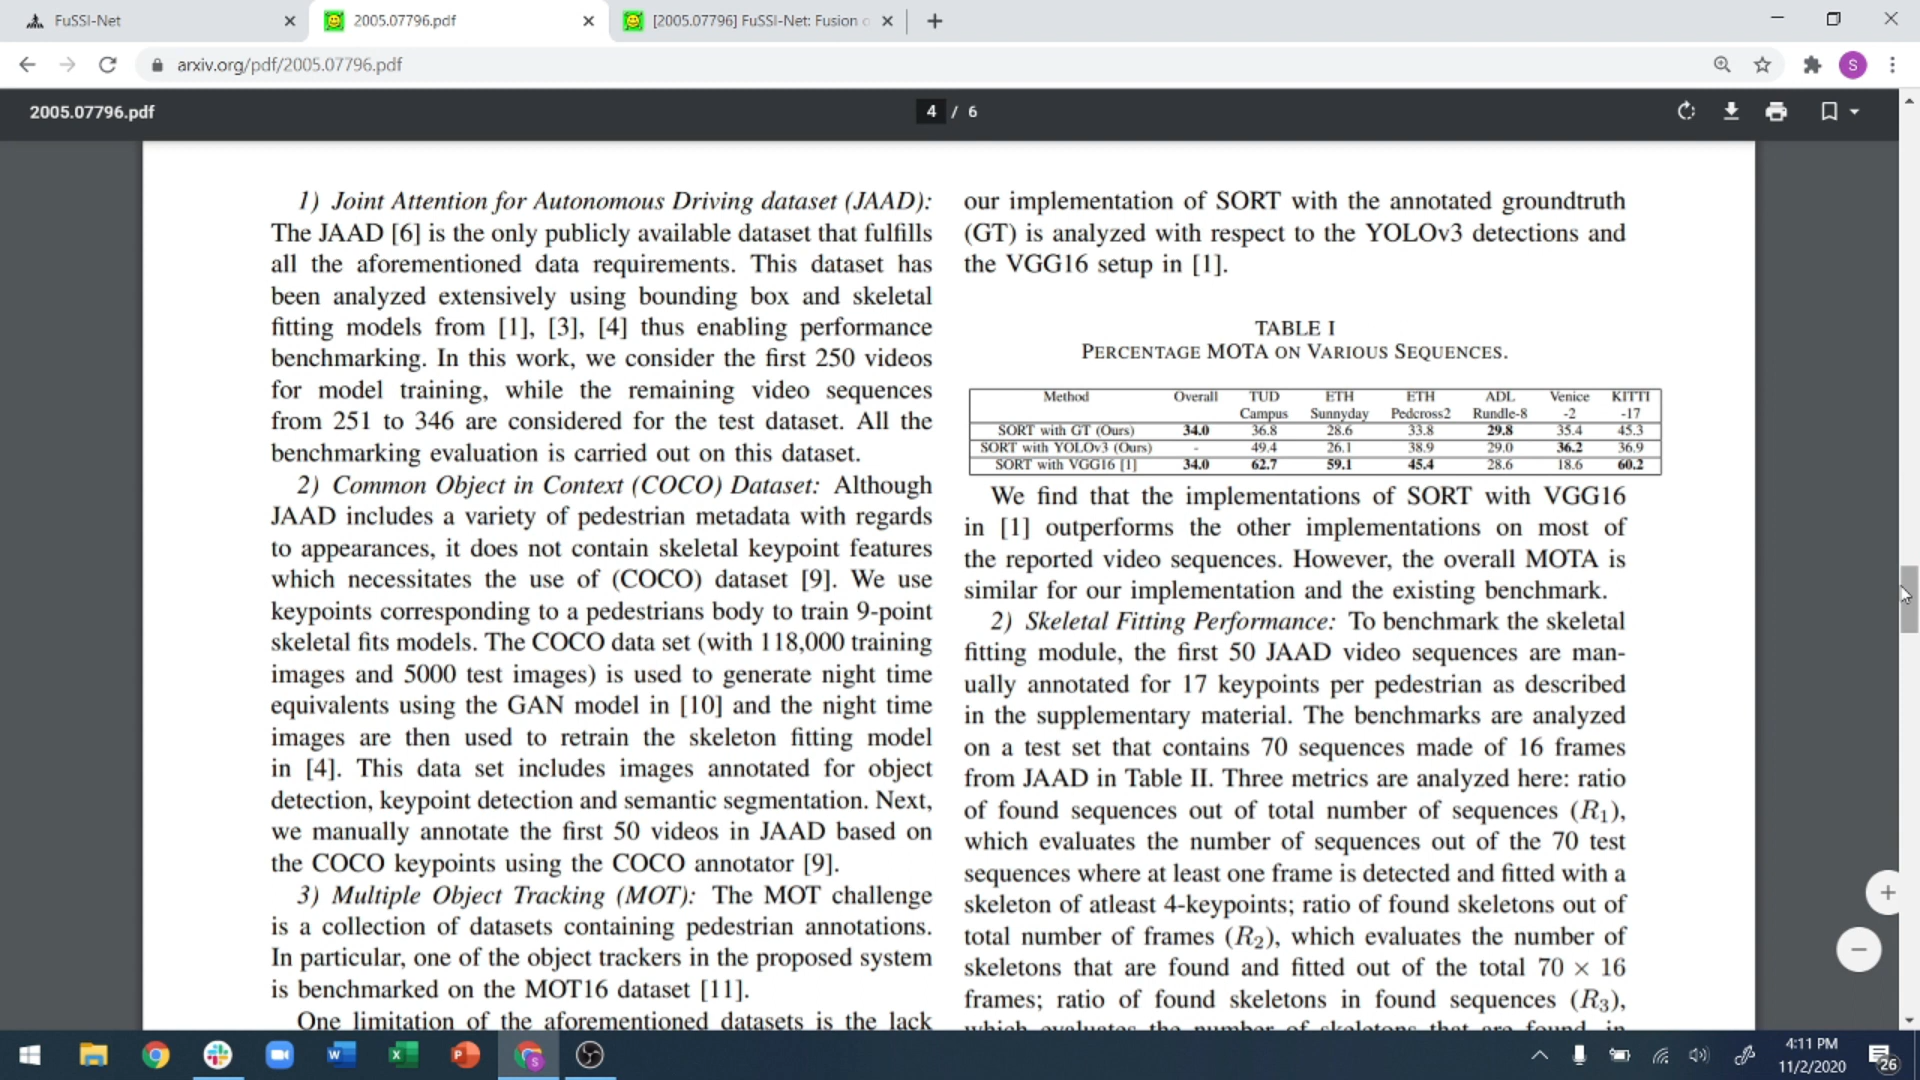 FuSSI-Net
2005.07796.pdf
[2005.07796] FuSSI-Net: Fusion o
arxiv.org/pdf/2005.07796.pdf
S
2005.07796.pdf
4 / 6
1) Joint Attention for Autonomous Driving dataset (JAAD):
The JAAD [6] is the only publicly available dataset that fulfills
all the aforementioned data requirements. This dataset has
been analyzed extensively using bounding box and skeletal
fitting models from [1], [3], [4] thus enabling performance
benchmarking. In this work, we consider the first 250 videos
for model training, while the remaining video sequences
from 251 to 346 are considered for the test dataset. All the
benchmarking evaluation is carried out on this dataset.
2) Common Object in Context (COCO) Dataset: Although
JAAD includes a variety of pedestrian metadata with regards
to appearances, it does not contain skeletal keypoint features
which necessitates the use of (COCO) dataset [9]. We use
keypoints corresponding to a pedestrians body to train 9-point
skeletal fits models. The COCO data set (with 118,000 training
images and 5000 test images) is used to generate night time
equivalents using the GAN model in [10] and the night time
images are then used to retrain the skeleton fitting model
in [4]. This data set includes images annotated for object
detection, keypoint detection and semantic segmentation. Next,
we manually annotate the first 50 videos in JAAD based on
the COCO keypoints using the COCO annotator [9].
3) Multiple Object Tracking (MOT): The MOT challenge
is a collection of datasets containing pedestrian annotations.
In particular, one of the object trackers in the proposed system
is benchmarked on the MOT16 dataset [11].
One limitation of the aforementioned datasets is the lack
our implementation of SORT with the annotated groundtruth
(GT) is analyzed with respect to the YOLOv3 detections and
the VGG16 setup in [1].
TABLE I
PERCENTAGE MOTA ON VARIOUS SEQUENCES.
Method Overall TUD ETH ETH ADL Venice KITTI
Campus Sunnyday Pedcross2 Rundle-8 -2 -17
SORT with GT (Ours) 34.0 36.8 28.6 33.8 29.8 35.4 45.3
SORT with YOLOv3 (Ours) - 49.4 26.1 38.9 29.0 36.2 36.9
SORT with VGG16 [1] 34.0 62.7 59.1 45.4 28.6 18.6 60.2
We find that the implementations of SORT with VGG16
in [1] outperforms the other implementations on most of
the reported video sequences. However, the overall MOTA is
similar for our implementation and the existing benchmark.
2) Skeletal Fitting Performance: To benchmark the skeletal
fitting module, the first 50 JAAD video sequences are man-
ually annotated for 17 keypoints per pedestrian as described
in the supplementary material. The benchmarks are analyzed
on a test set that contains 70 sequences made of 16 frames
from JAAD in Table II. Three metrics are analyzed here: ratio
of found sequences out of total number of sequences (R1),
which evaluates the number of sequences out of the 70 test
sequences where at least one frame is detected and fitted with a
skeleton of atleast 4-keypoints; ratio of found skeletons out of
total number of frames (R2), which evaluates the number of
skeletons that are found and fitted out of the total 70 × 16
frames; ratio of found skeletons in found sequences (R3),
which evaluates the number of skeletons that are found, in
4:11 PM
11/2/2020
26